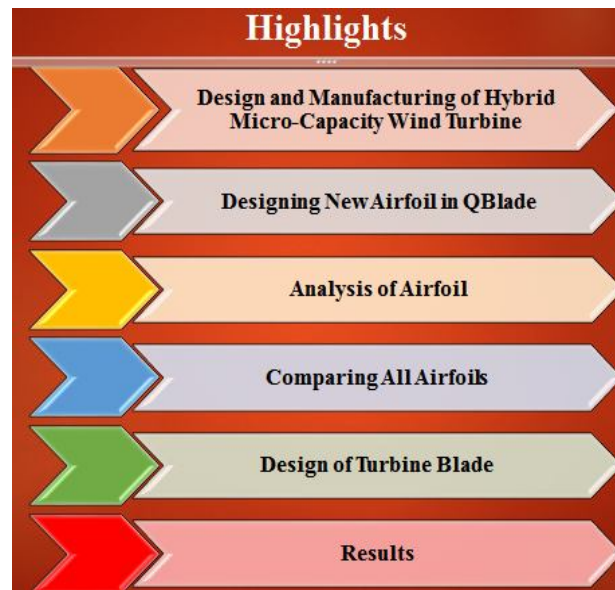 Highlights
Design and Manufacturing of Hybrid
Micro-Capacity Wind Turbine
Designing New Airfoil in QBlade
Analysis of Airfoil
Comparing All Airfoils
Design of Turbine Blade
Results